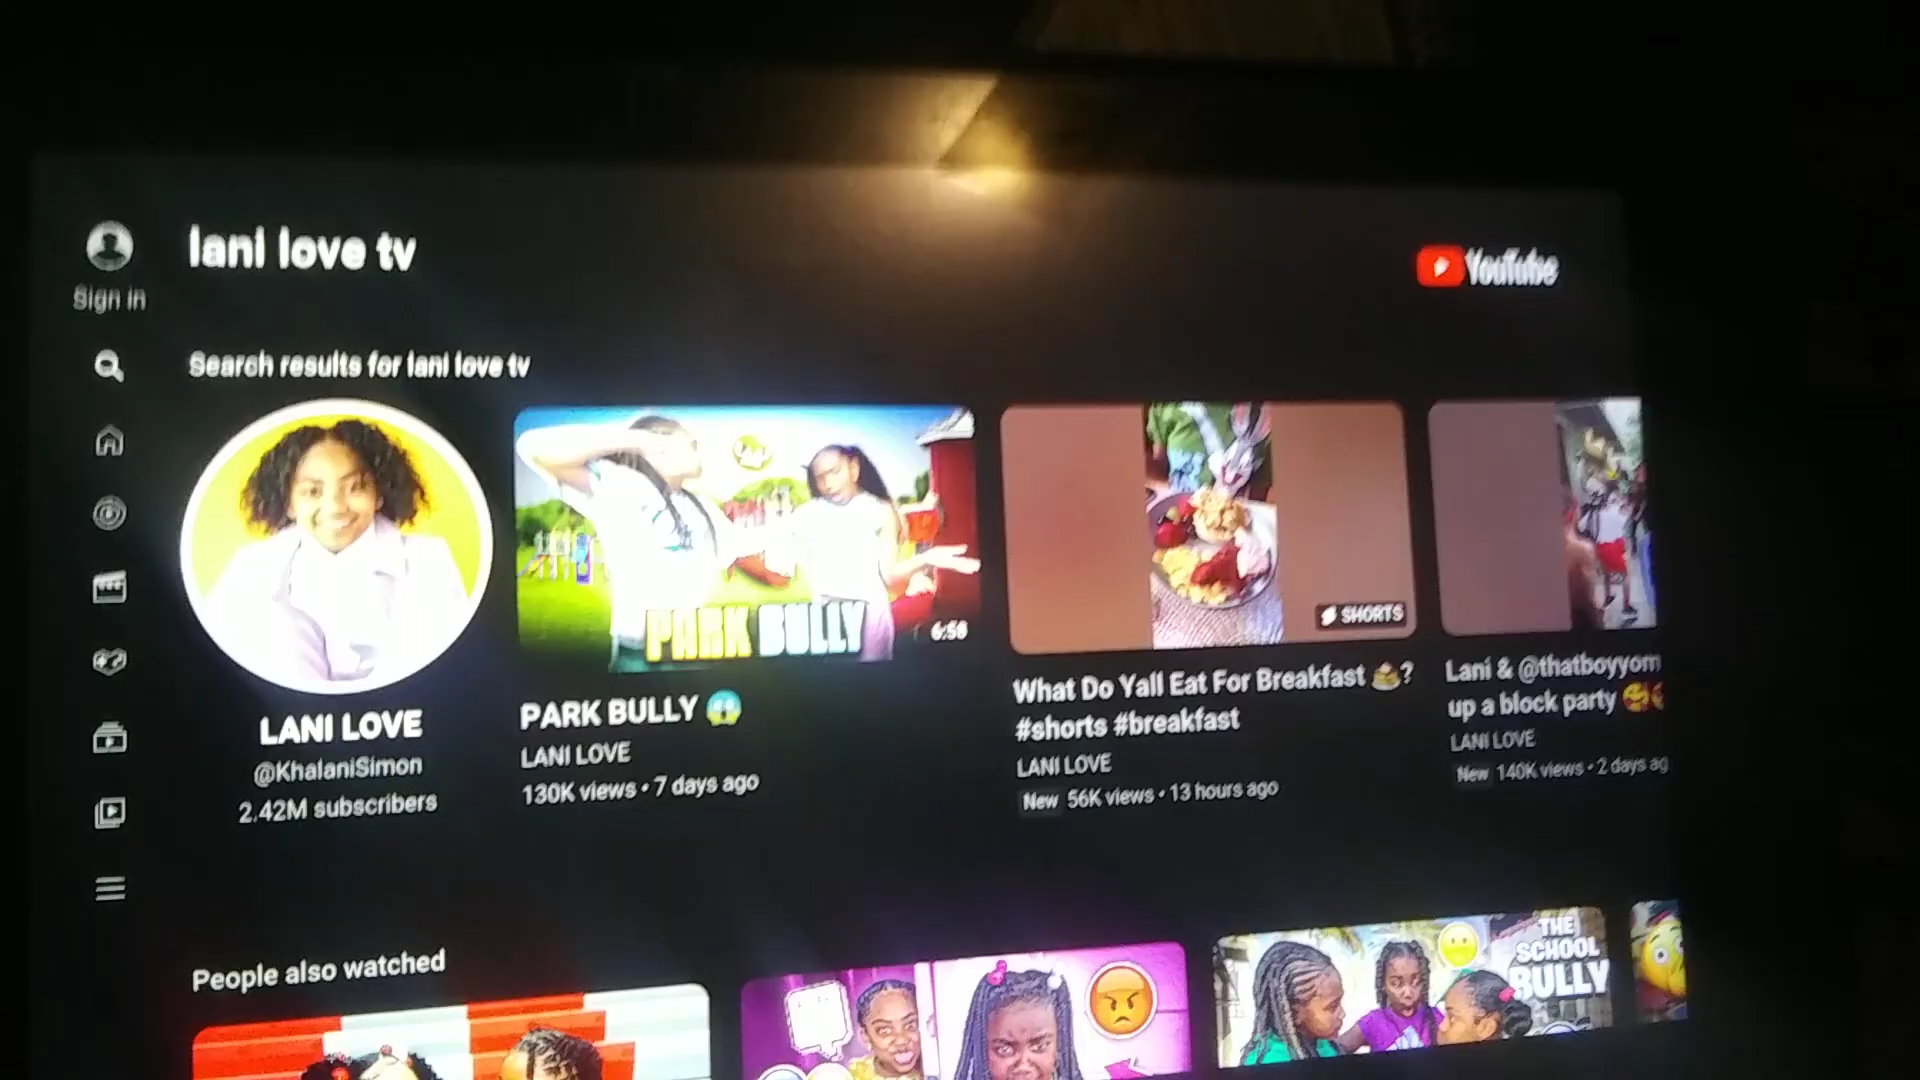 lani love tv
YouTube
Sign in
Search results for lani love tv
PARK BULLY
6:58
SHORTS
LANI LOVE
@KhalaniSimon
2.42M subscribers
PARK BULLY 😱
LANI LOVE
130K views • 7 days ago
What Do Yall Eat For Breakfast 🥞?
#shorts #breakfast
LANI LOVE
New 56K views • 13 hours ago
Lani & @thatboyyom
up a block party
LANI LOVE
New 140K views • 2 days ag
People also watched
THE
SCHOOL
BULLY